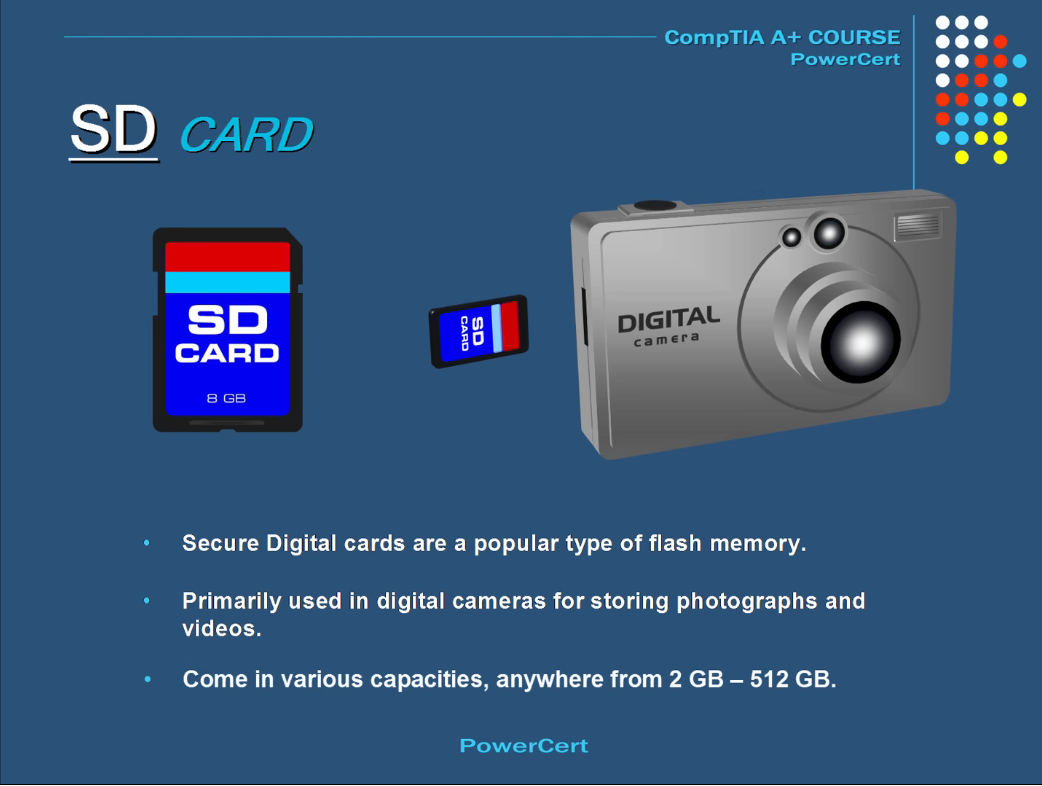 CompTIA A+ COURSE
PowerCert
SD CARD
SD
CARD
8 GB
SD
CARD
DIGITAL
camera
• Secure Digital cards are a popular type of flash memory.
• Primarily used in digital cameras for storing photographs and
videos.
• Come in various capacities, anywhere from 2 GB – 512 GB.
PowerCert